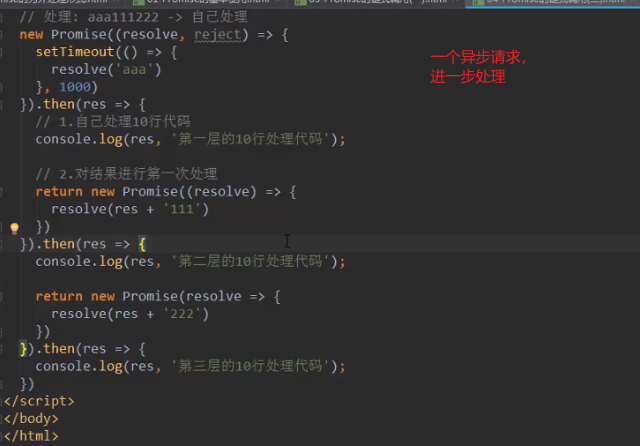 // 处理: aaa111222 -> 自己处理
new Promise((resolve, reject) => {
setTimeout(() => {
resolve('aaa')
}, 1000)
}).then(res => {
// 1.自己处理10行代码
console.log(res, '第一层的10行处理代码');
// 2.对结果进行第一次处理
return new Promise((resolve) => {
resolve(res + '111')
})
}).then(res => {
console.log(res, '第二层的10行处理代码');
return new Promise(resolve => {
resolve(res + '222')
})
}).then(res => {
console.log(res, '第三层的10行处理代码');
})
</script>
</body>
</html>
一个异步请求，
进一步处理